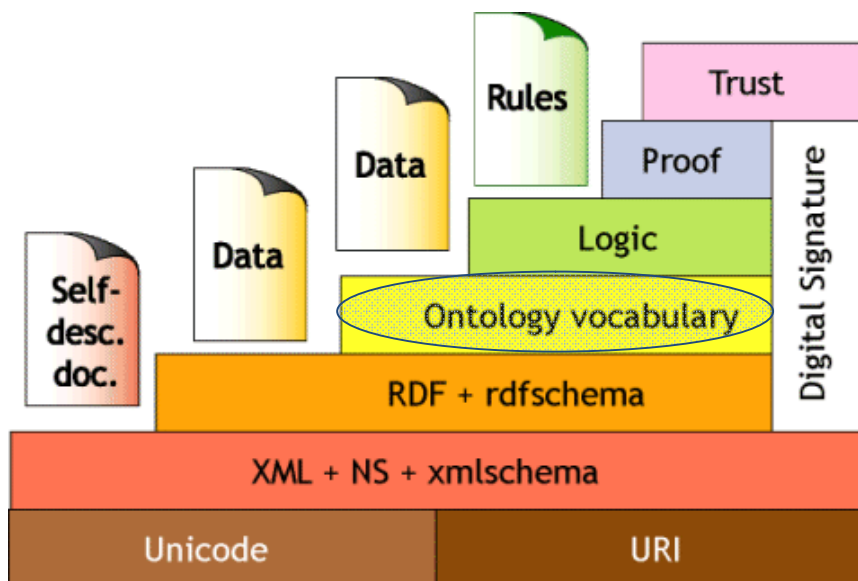 Rules
Trust
Data
Proof
Data
Logic
Self-
desc.
doc.
Ontology vocabulary
Digital Signature
RDF + rdfschema
XML + NS + xmlschema
Unicode
URI